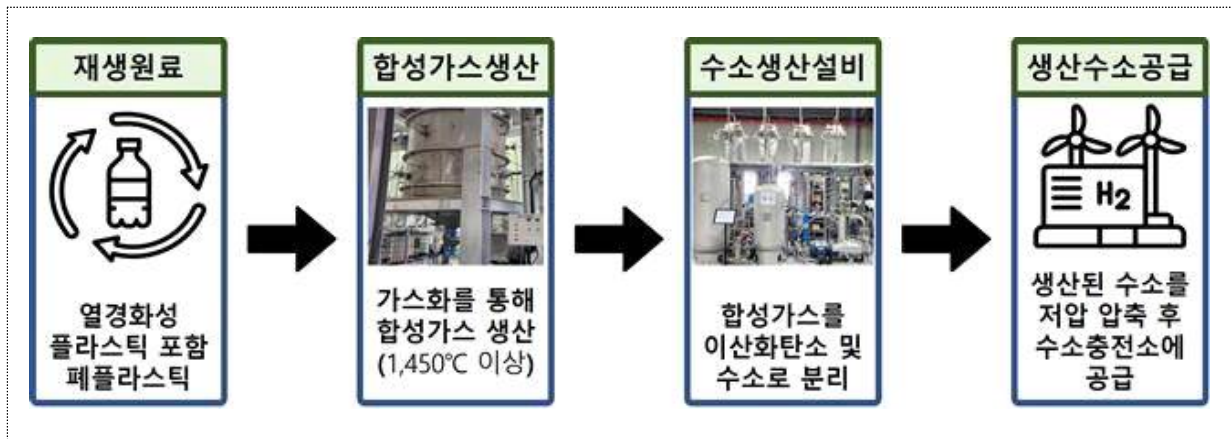 재생원료
열경화성
플라스틱 포함
폐플라스틱
합성가스생산
가스화를 통해
합성가스 생산
(1,450℃ 이상)
수소생산설비
합성가스를
이산화탄소 및
수소로 분리
생산수소공급
H2
생산된 수소를
저압 압축 후
수소충전소에
공급